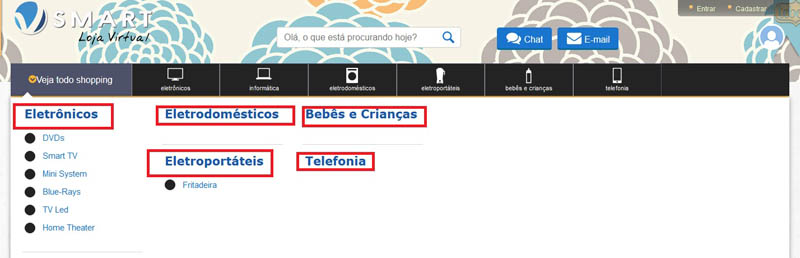 SMART
Loja Virtual
Olá, o que está procurando hoje?
Chat
E-mail
Entrar
Cadastrar
Veja todo shopping
eletrônicos
informática
eletrodomésticos
eletroportáteis
bebês e crianças
telefonia
Eletrônicos
DVDs
Smart TV
Mini System
Blue-Rays
TV Led
Home Theater
Eletrodomésticos
Eletroportáteis
Fritadeira
Bebês e Crianças
Telefonia